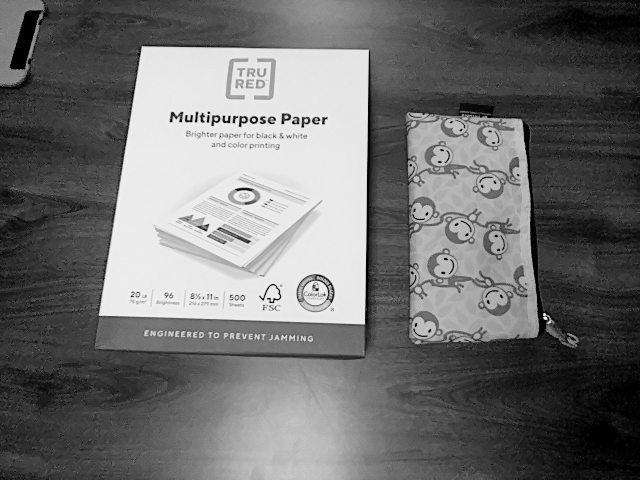 TRU
RED
Multipurpose Paper
Brighter paper for black & white
and color printing
20 LB
75 g/m²
96
Brightness
8½ x 11 in
216 x 279 mm
500
Sheets
FSC
ColorLok
ENGINEERED TO PREVENT JAMMING